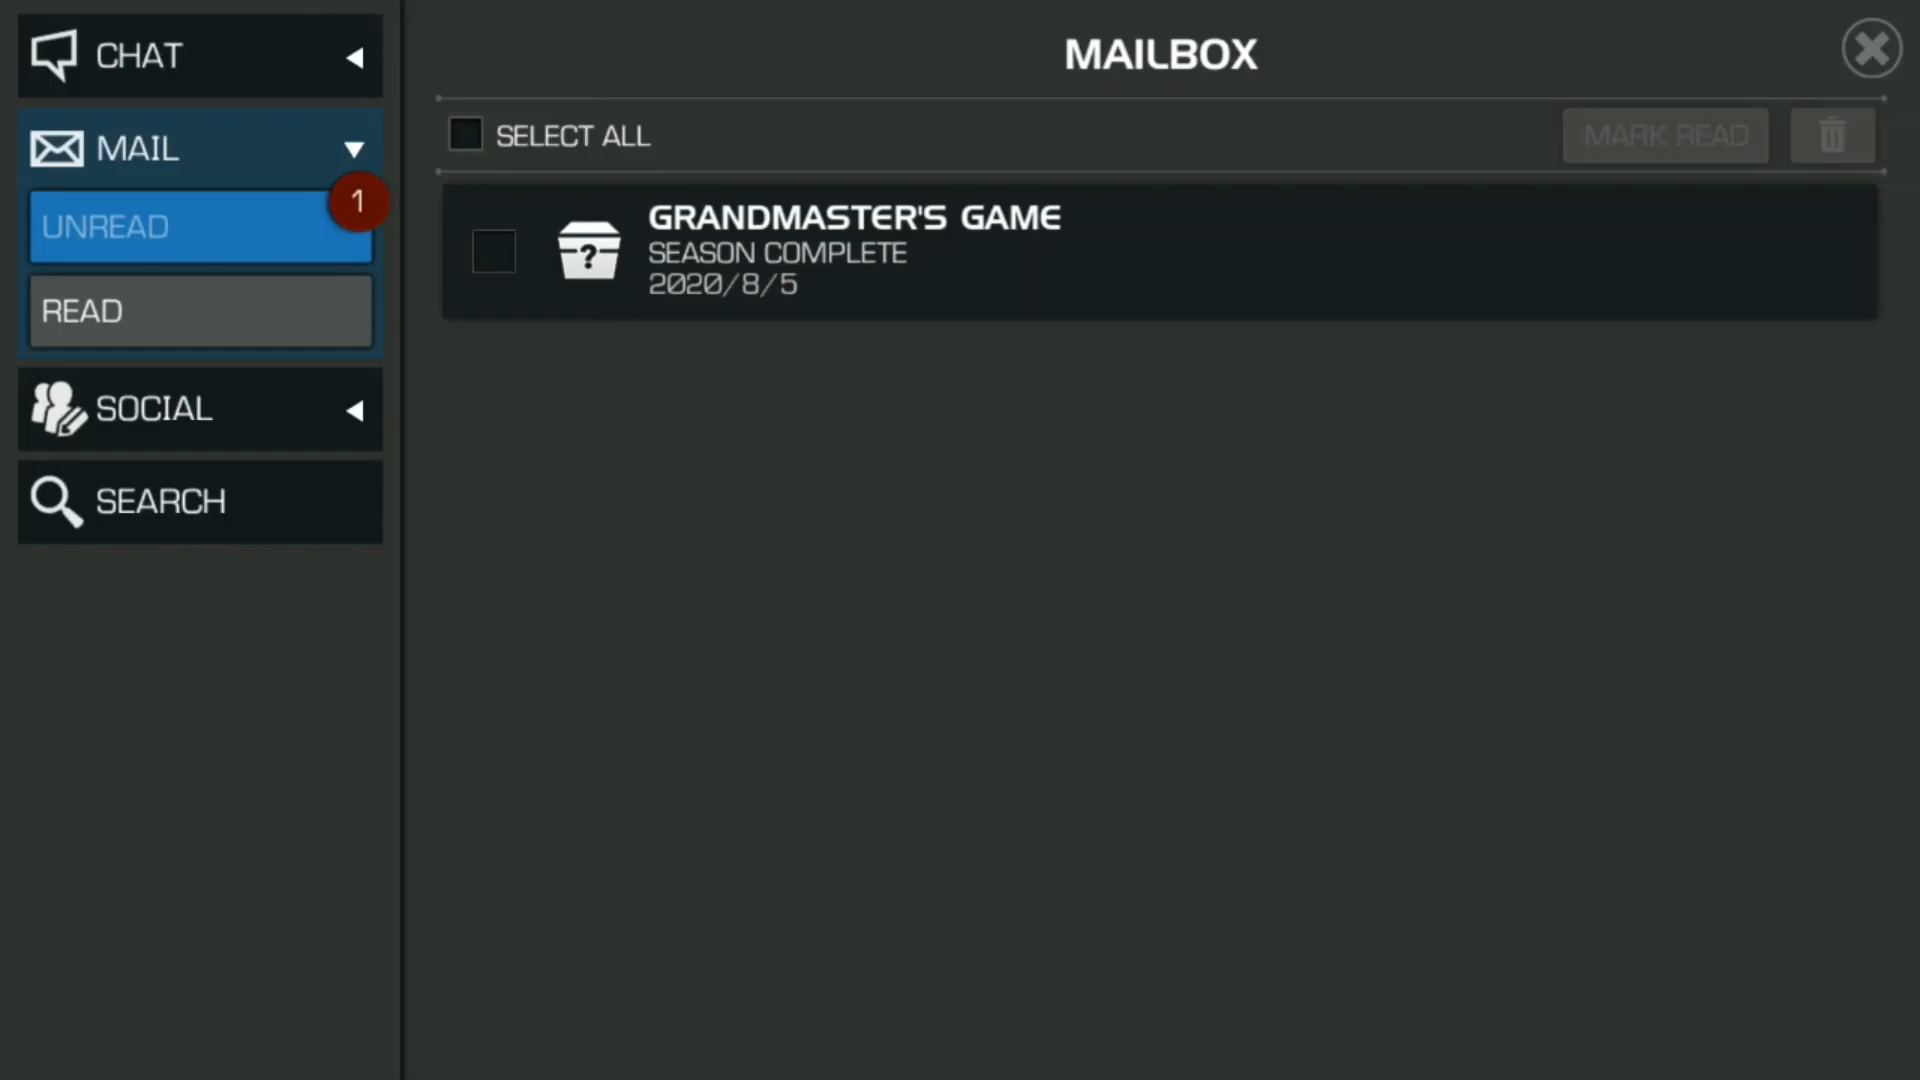 CHAT
MAIL
UNREAD
1
READ
SOCIAL
SEARCH
MAILBOX
SELECT ALL
MARK READ
GRANDMASTER'S GAME
SEASON COMPLETE
2020/8/5